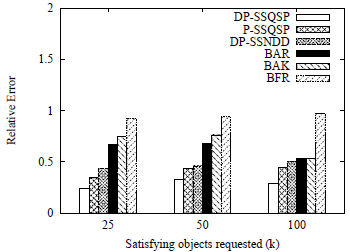 DP-SSQSP
P-SSQSP
DP-SSNDD
BAR
BAK
BFR
2
1.5
1
0.5
0
Relative Error
25 50 100
Satisfying objects requested (k)